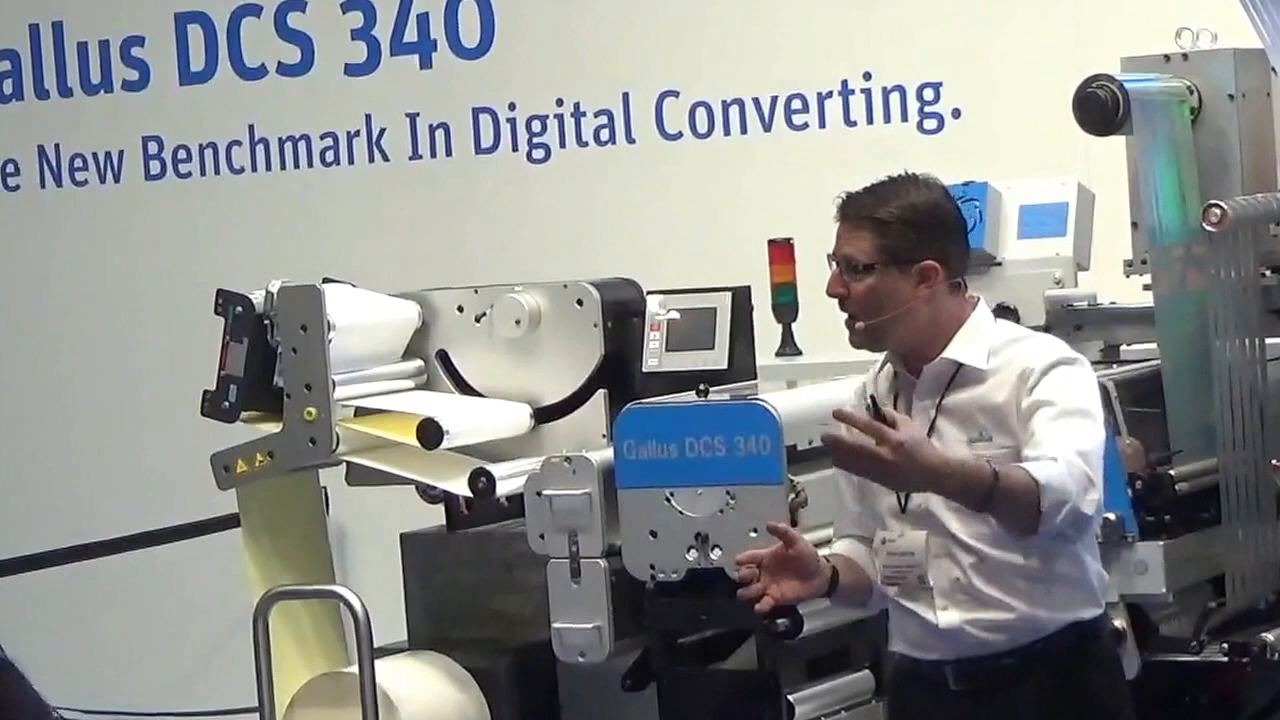 allus DCS 340
e New Benchmark In Digital Converting.
Gallus DCS 340